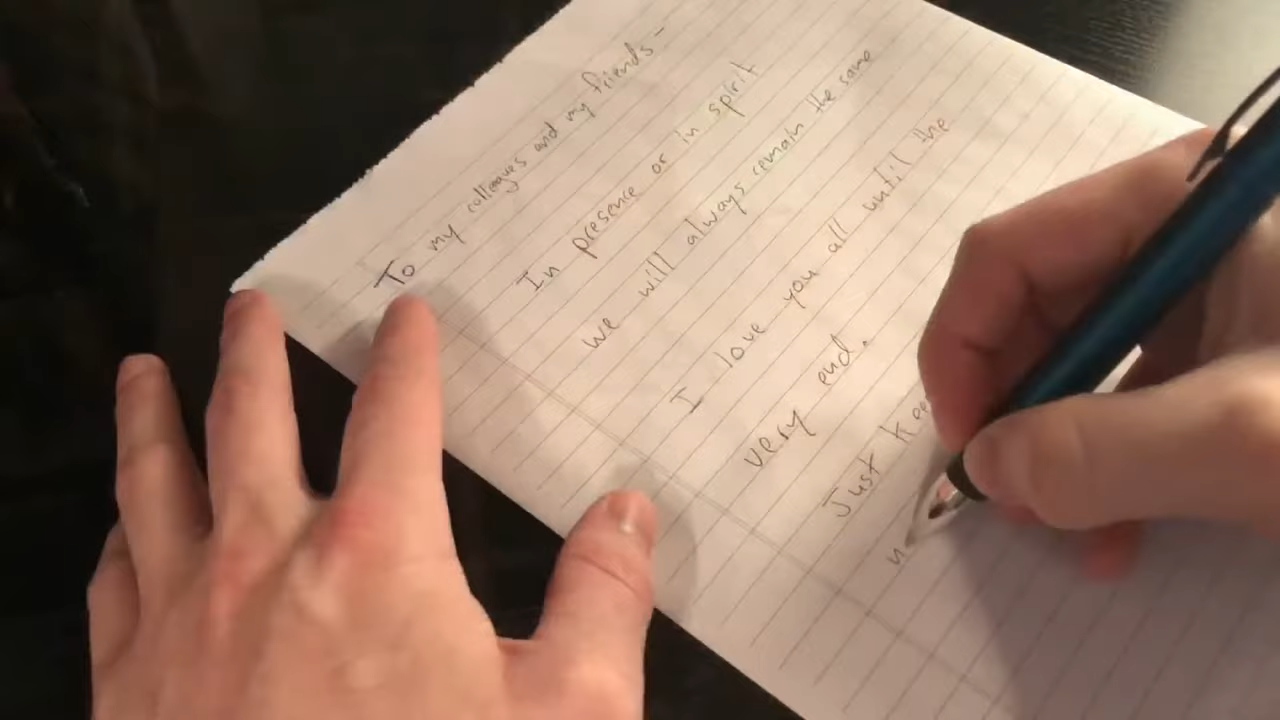 To my colleagues and my friends-
In presence or in spirit
we will always remain the same
I love you all until the
very end.
Just